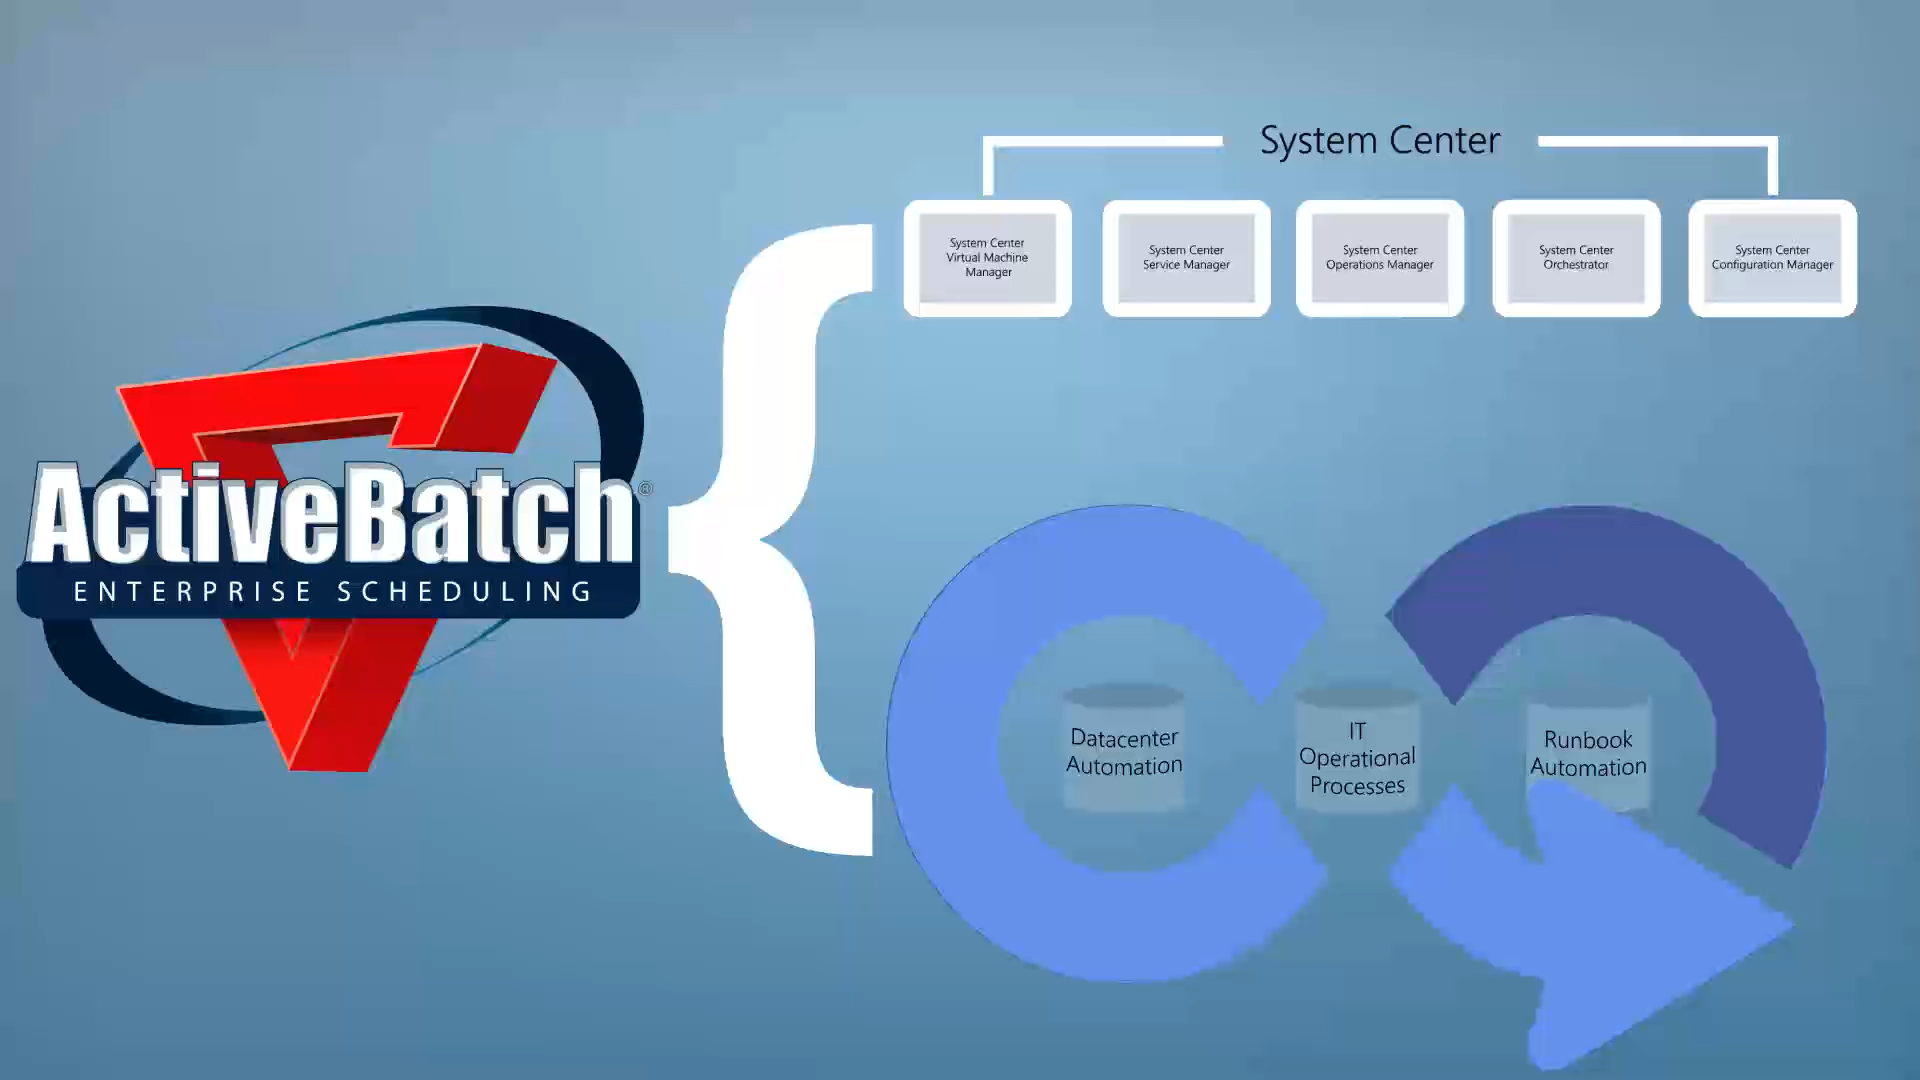 System Center
System Center
Virtual Machine
Manager
System Center
Service Manager
System Center
Operations Manager
System Center
Orchestrator
System Center
Configuration Manager
ActiveBatch®
ENTERPRISE SCHEDULING
Datacenter
Automation
IT
Operational
Processes
Runbook
Automation